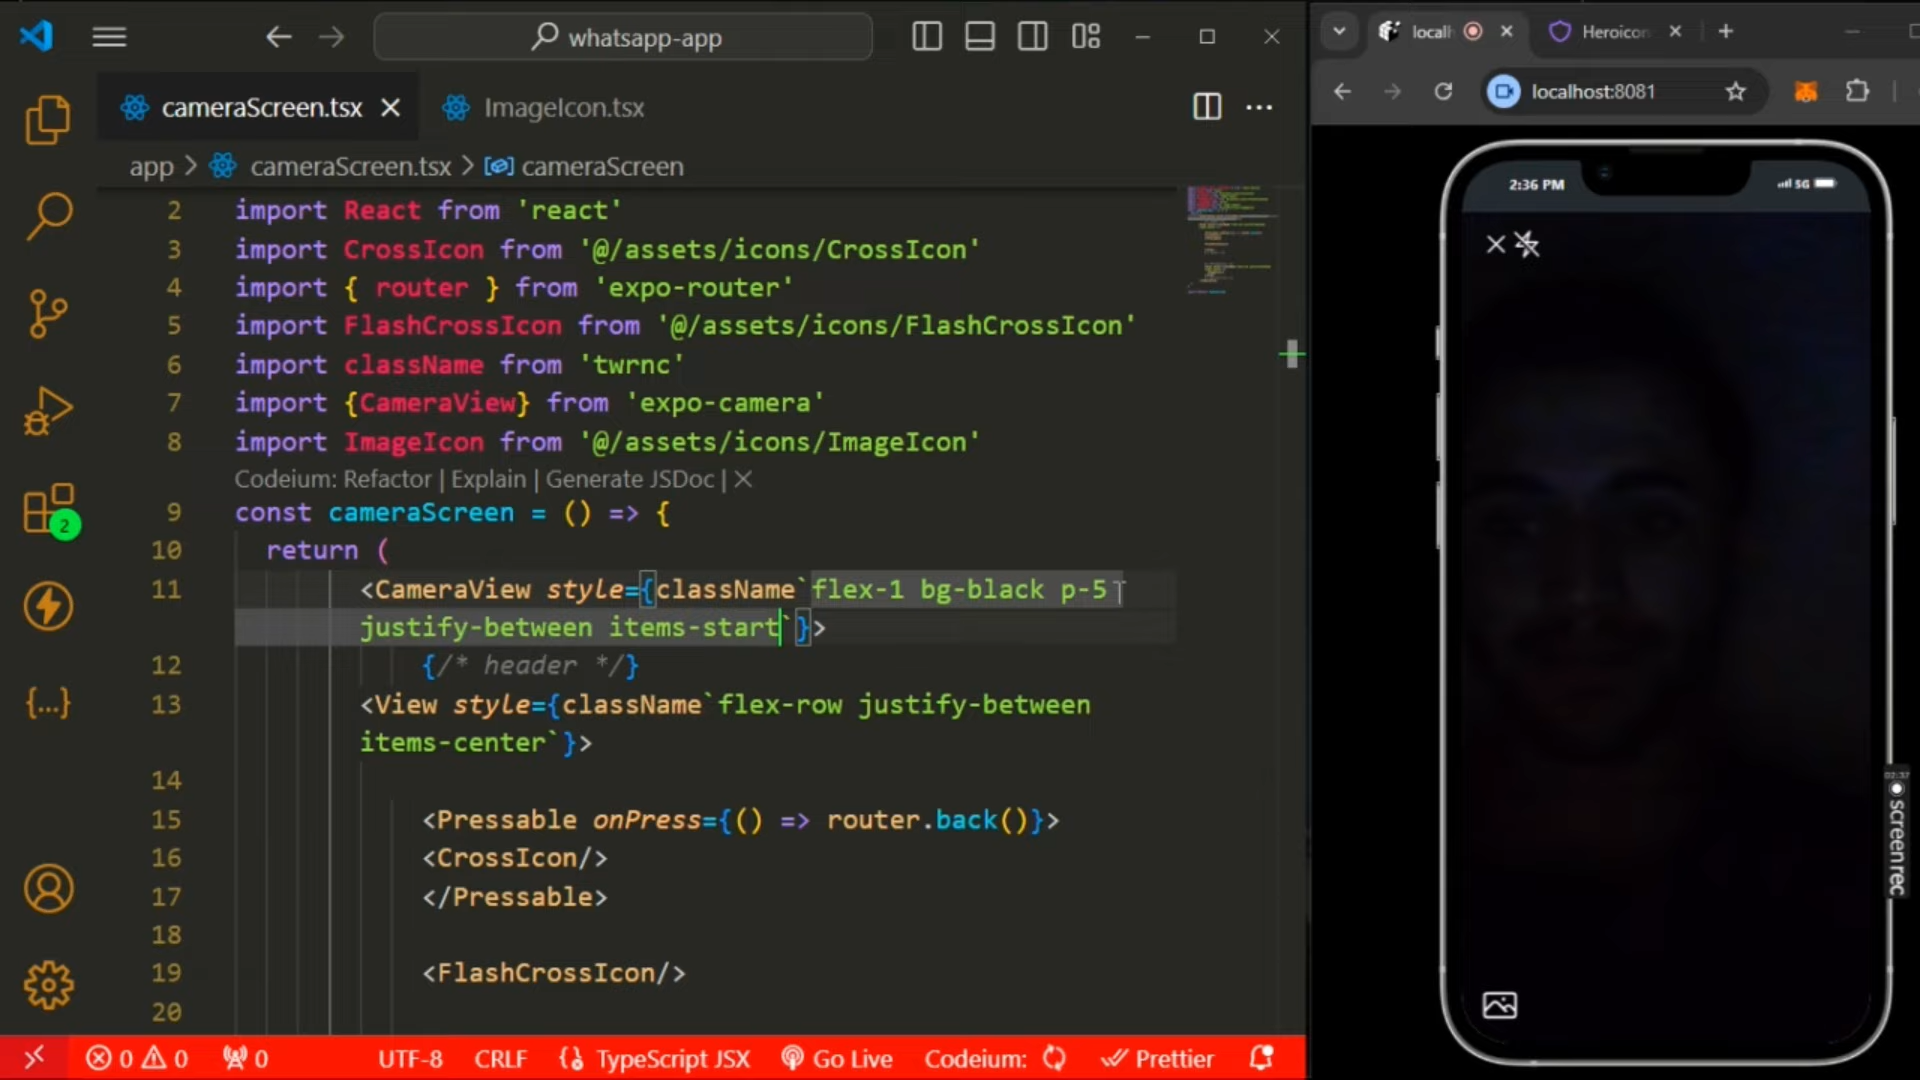 whatsapp-app
cameraScreen.tsx
ImageIcon.tsx
app > cameraScreen.tsx > cameraScreen
2 import React from 'react'
3 import CrossIcon from '@/assets/icons/CrossIcon'
4 import { router } from 'expo-router'
5 import FlashCrossIcon from '@/assets/icons/FlashCrossIcon'
6 import className from 'twrnc'
7 import {CameraView} from 'expo-camera'
8 import ImageIcon from '@/assets/icons/ImageIcon'
Codeium: Refactor | Explain | Generate JSDoc | ×
9 const cameraScreen = () => {
10 return (
11 <CameraView style={className`flex-1 bg-black p-5
justify-between items-start`}>
12 {/* header */}
13 <View style={className`flex-row justify-between
items-center`}>
14
15 <Pressable onPress={() => router.back()}>
16 <CrossIcon/>
17 </Pressable>
18
19 <FlashCrossIcon/>
20
2
0 0 0 UTF-8 CRLF TypeScript JSX Go Live Codeium: Prettier
localh
Heroicon
localhost:8081
2:36 PM
5G
screenrec